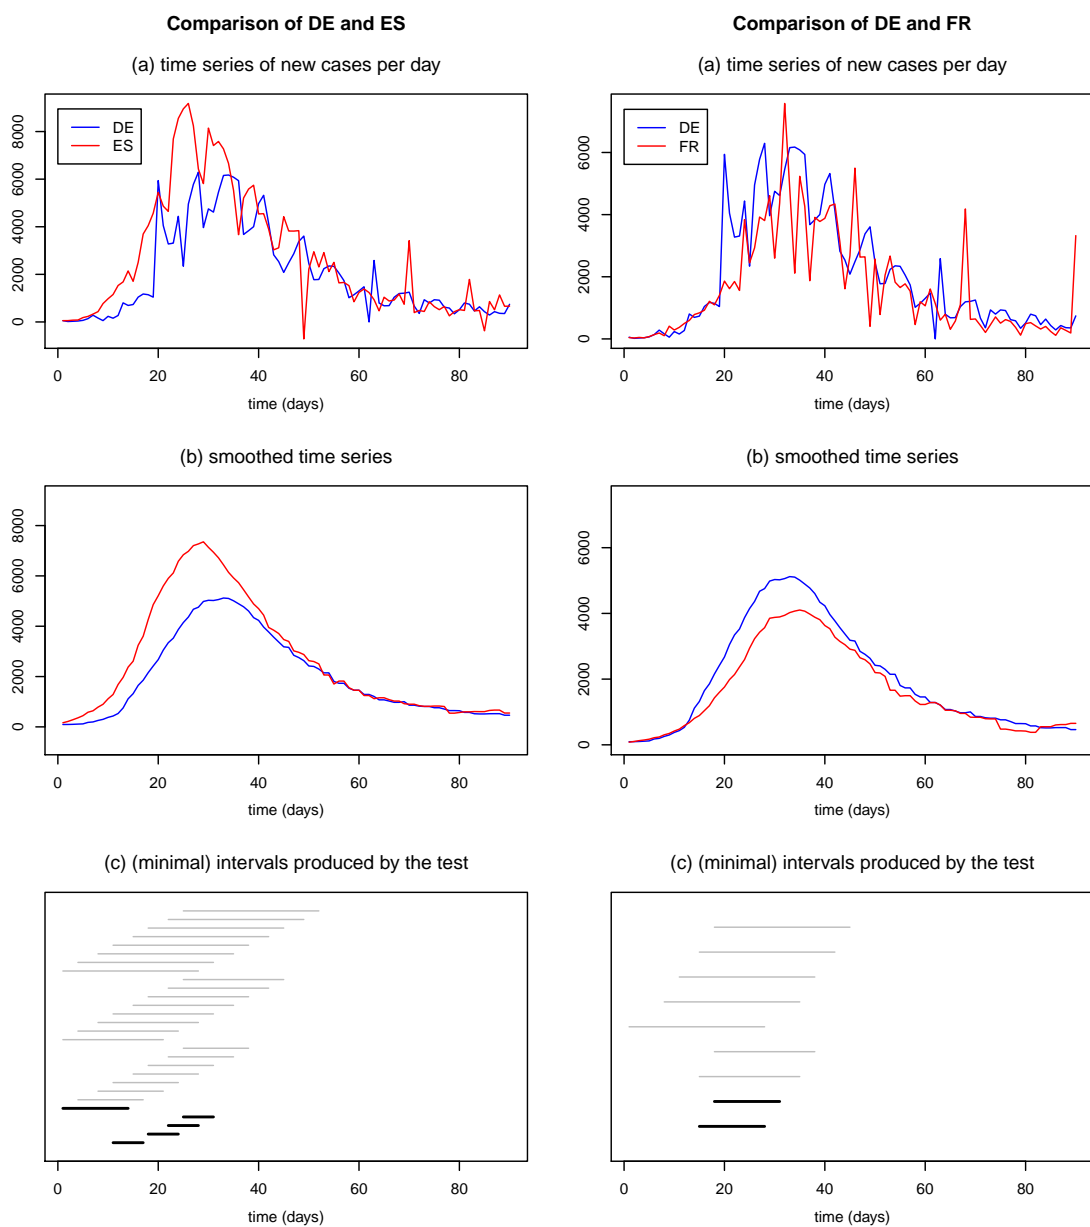 Comparison of DE and ES
(a) time series of new cases per day
DE
ES
0 2000 4000 6000 8000
0 20 40 60 80
time (days)
(b) smoothed time series
0 2000 4000 6000 8000
0 20 40 60 80
time (days)
(c) (minimal) intervals produced by the test
0 20 40 60 80
time (days)
Comparison of DE and FR
(a) time series of new cases per day
DE
FR
0 2000 4000 6000
0 20 40 60 80
time (days)
(b) smoothed time series
0 2000 4000 6000
0 20 40 60 80
time (days)
(c) (minimal) intervals produced by the test
0 20 40 60 80
time (days)